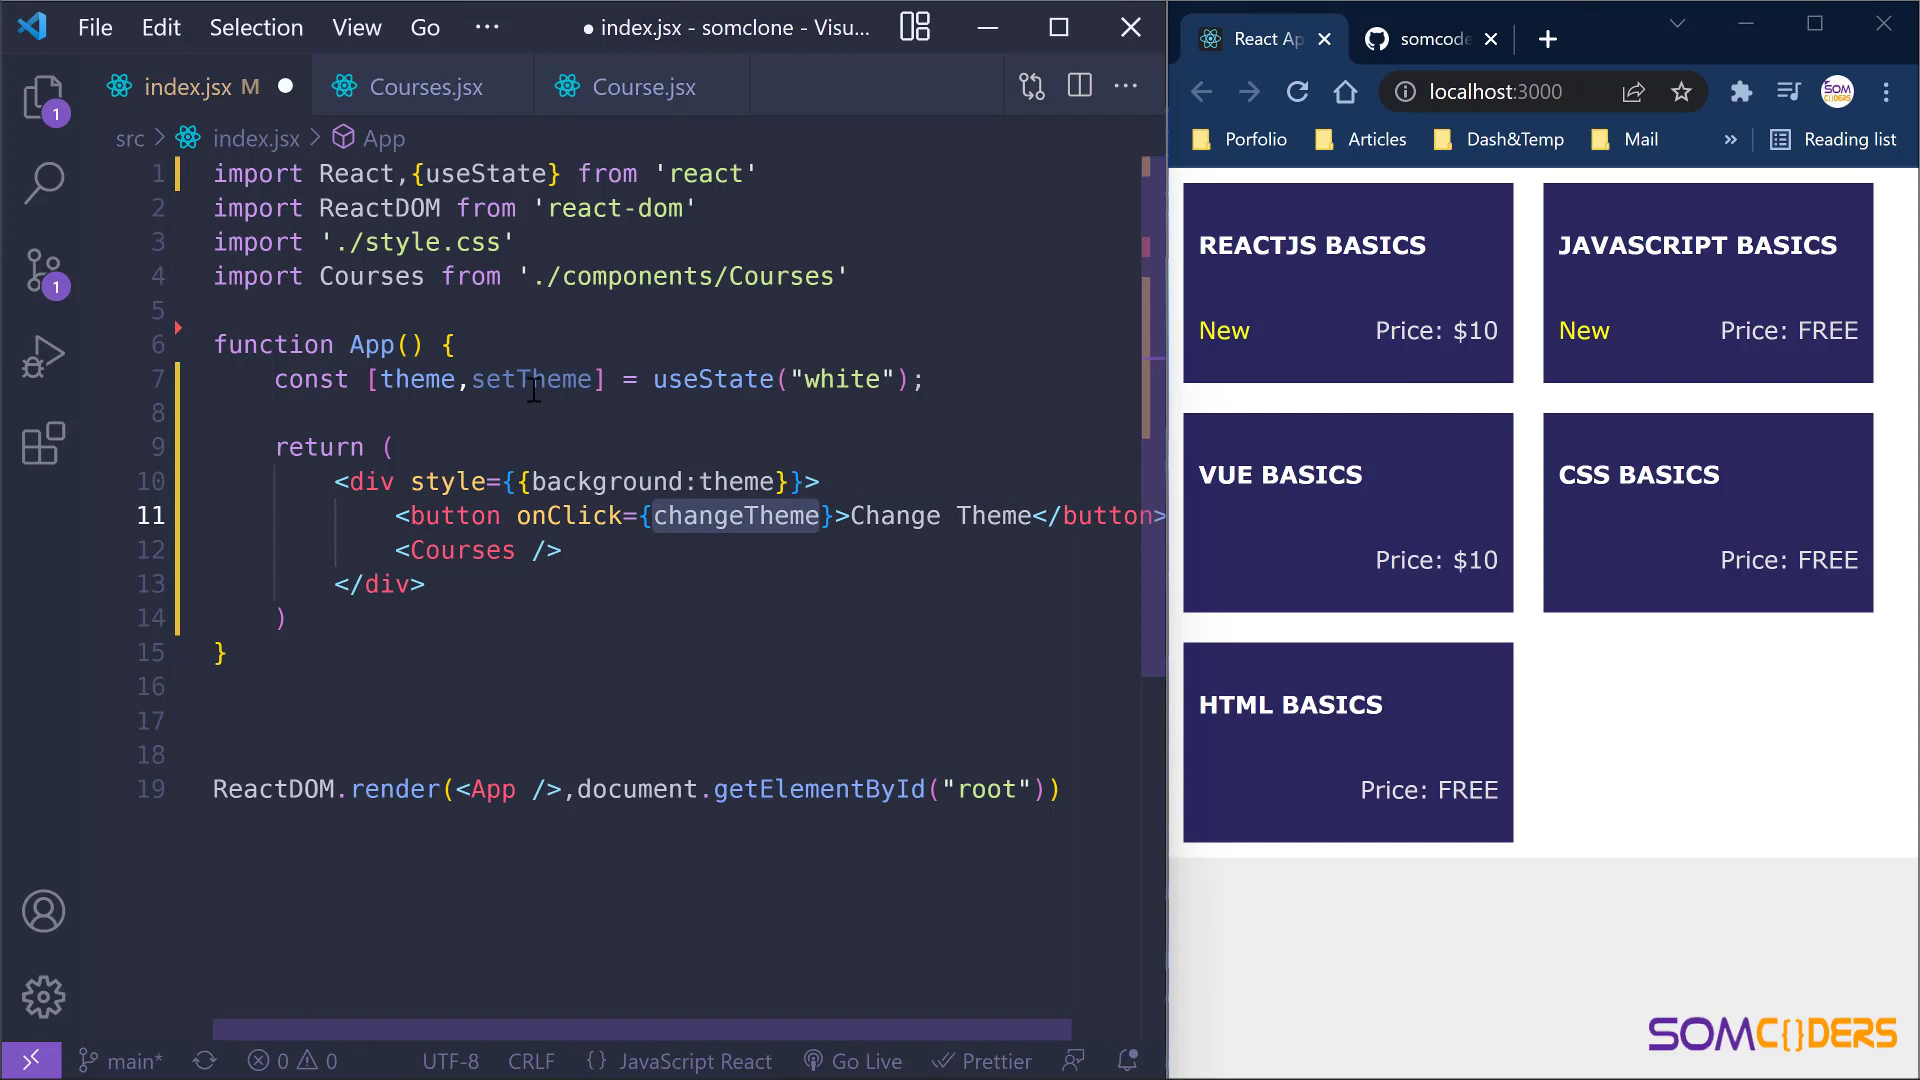 File Edit Selection View Go ··· ● index.jsx - somclone - Visu...
index.jsx M ● Courses.jsx Course.jsx ···
src > index.jsx > App
1 import React,{useState} from 'react'
2 import ReactDOM from 'react-dom'
3 import './style.css'
4 import Courses from './components/Courses'
5
6 function App() {
7 const [theme,setTheme] = useState("white");
8
9 return (
10 <div style={{background:theme}}>
11 <button onClick={changeTheme}>Change Theme</button>
12 <Courses />
13 </div>
14 )
15 }
16
17
18
19 ReactDOM.render(<App />,document.getElementById("root"))
1
1
main* 0 0 UTF-8 CRLF {} JavaScript React Go Live Prettier
React Ap somcode
localhost:3000 SOM C{}DERS
Porfolio Articles Dash&Temp Mail » Reading list
REACTJS BASICS
New Price: $10
JAVASCRIPT BASICS
New Price: FREE
VUE BASICS
Price: $10
CSS BASICS
Price: FREE
HTML BASICS
Price: FREE
SOMC{}DERS